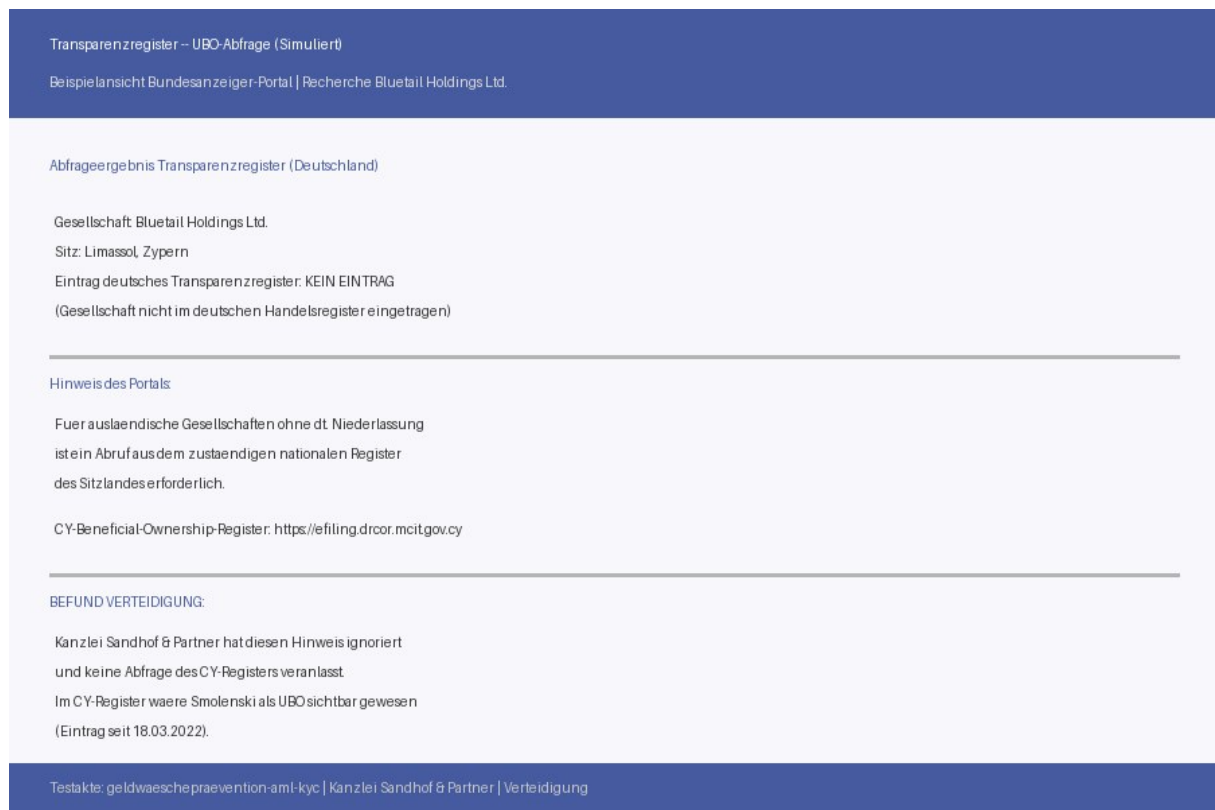 Transparenzregister -- UBO-Abfrage (Simuliert)
Beispielansicht Bundesanzeiger-Portal | Recherche Bluetail Holdings Ltd.
Abfrageergebnis Transparenzregister (Deutschland)
Gesellschaft: Bluetail Holdings Ltd.
Sitz: Limassol, Zypern
Eintrag deutsches Transparenzregister: KEIN EINTRAG
(Gesellschaft nicht im deutschen Handelsregister eingetragen)
Hinweis des Portals:
Fuer auslaendische Gesellschaften ohne dt. Niederlassung
ist ein Abruf aus dem zustaendigen nationalen Register
des Sitzlandes erforderlich.
CY-Beneficial-Ownership-Register: https://efiling.drcor.mcit.gov.cy
BEFUND VERTEIDIGUNG:
Kanzlei Sandhof & Partner hat diesen Hinweis ignoriert
und keine Abfrage des CY-Registers veranlasst.
Im CY-Register waere Smolenski als UBO sichtbar gewesen
(Eintrag seit 18.03.2022).
Testakte: geldwaeschepraevention-aml-kyc | Kanzlei Sandhof & Partner | Verteidigung